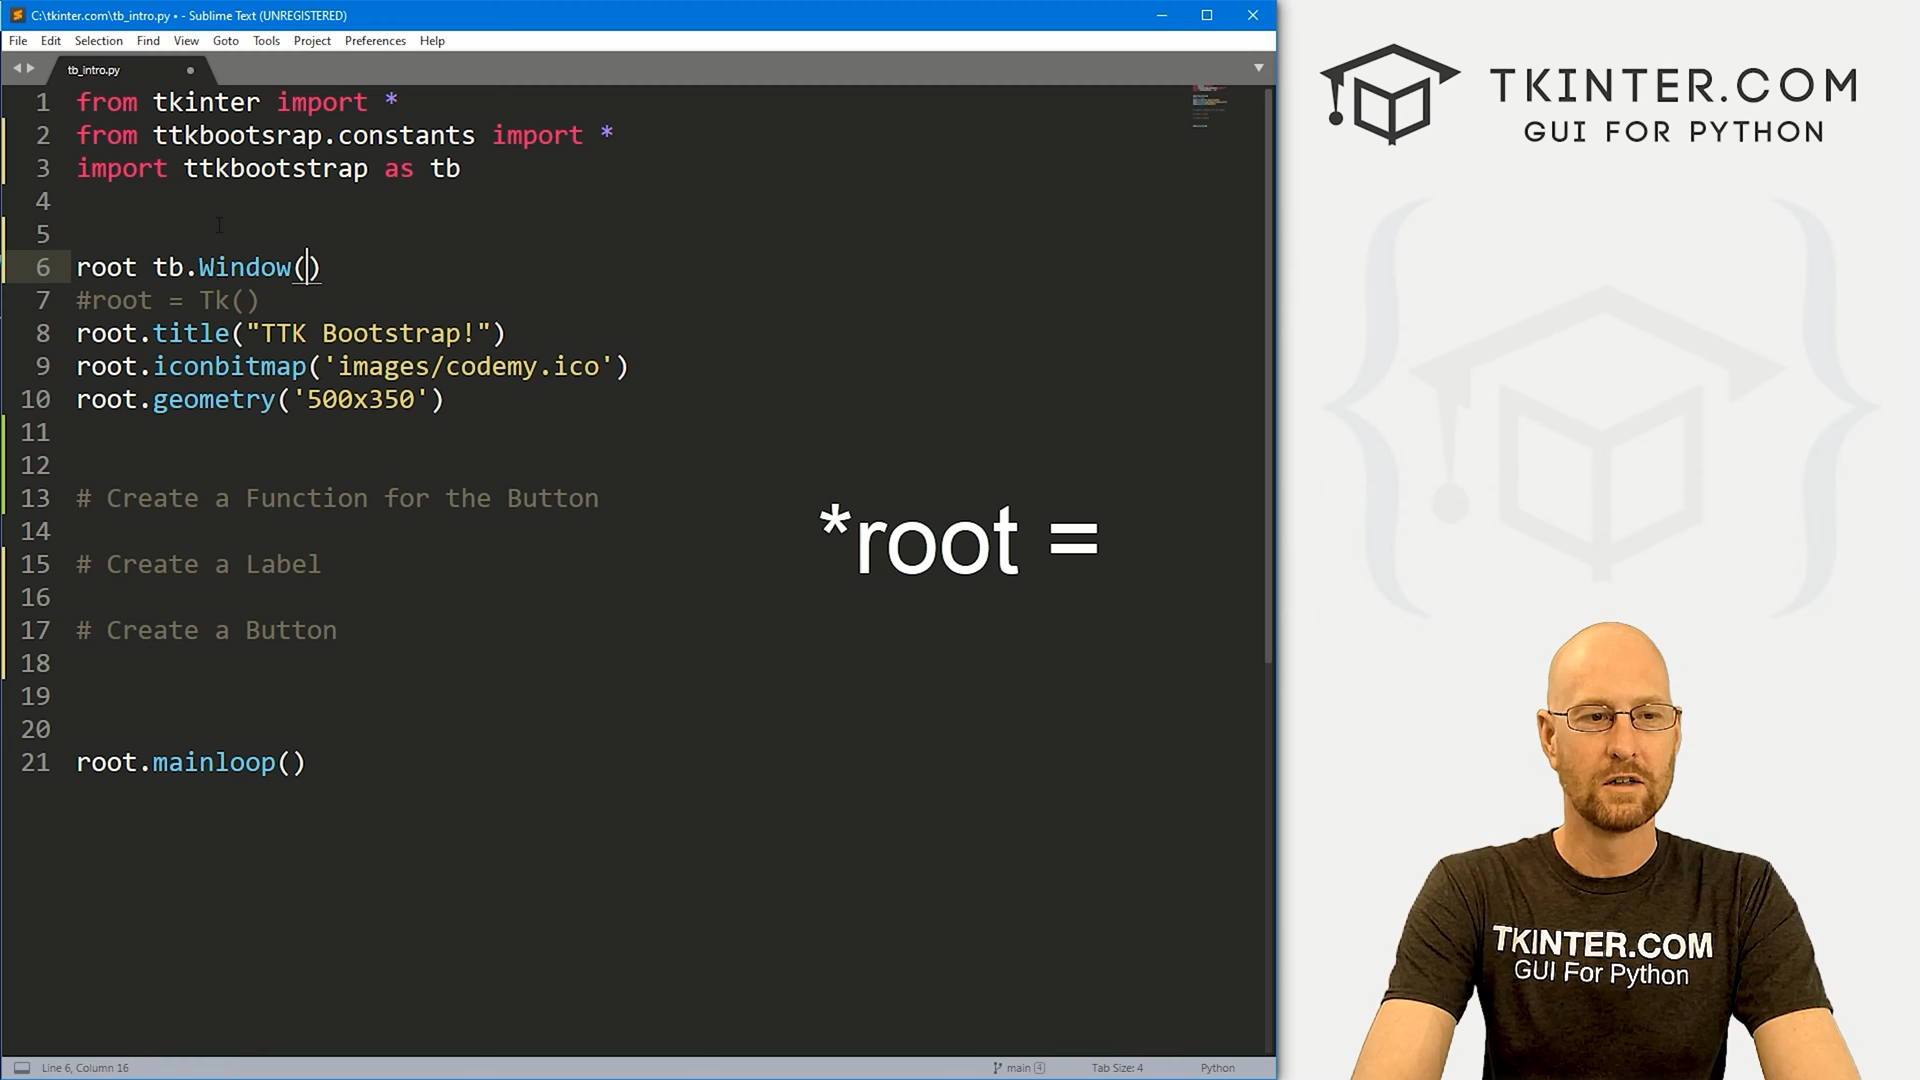 C:\tkinter.com\tb_intro.py • - Sublime Text (UNREGISTERED)
File Edit Selection Find View Goto Tools Project Preferences Help
tb_intro.py
1 from tkinter import *
2 from ttkbootsrap.constants import *
3 import ttkbootstrap as tb
4
5
6 root tb.Window()
7 #root = Tk()
8 root.title("TTK Bootstrap!")
9 root.iconbitmap('images/codemy.ico')
10 root.geometry('500x350')
11
12
13 # Create a Function for the Button
14
15 # Create a Label
16
17 # Create a Button
18
19
20
21 root.mainloop()
*root =
Line 6, Column 16
main 4
Tab Size: 4
Python
TKINTER.COM
GUI FOR PYTHON
TKINTER.COM
GUI For Python